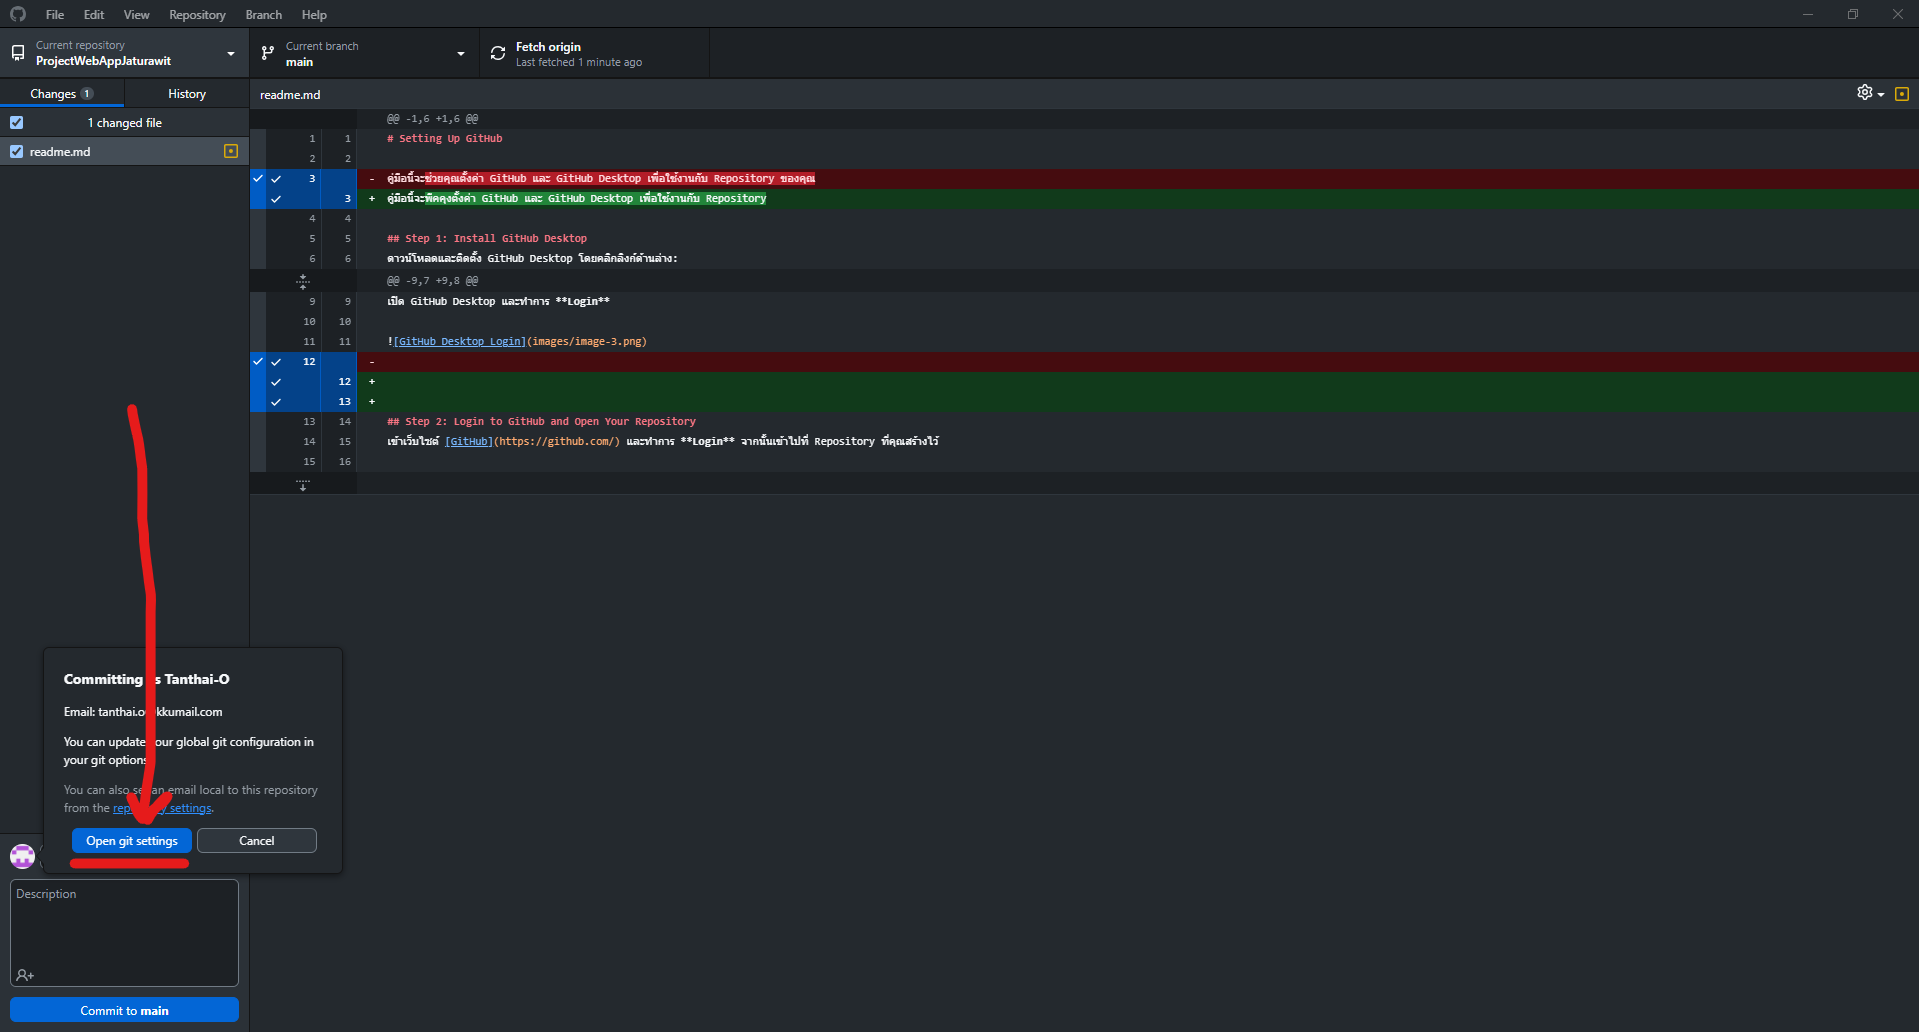 File Edit View Repository Branch Help
Current repository
ProjectWebAppJaturawit
Current branch
main
Fetch origin
Last fetched 1 minute ago
Changes 1 History
1 changed file
readme.md
readme.md
@@ -1,6 +1,6 @@
1 1 # Setting Up GitHub
2 2
3 - คู่มือนี้จะช่วยคุณตั้งค่า GitHub และ GitHub Desktop เพื่อใช้งานกับ Repository ของคุณ
3 + คู่มือนี้จะพีคคุงตั้งค่า GitHub และ GitHub Desktop เพื่อใช้งานกับ Repository
4 4
5 5 ## Step 1: Install GitHub Desktop
6 6 ดาวน์โหลดและติดตั้ง GitHub Desktop โดยคลิกลิงก์ด้านล่าง:
@@ -9,7 +9,8 @@
9 9 เปิด GitHub Desktop และทำการ **Login**
10 10
11 11 ![GitHub Desktop Login](images/image-3.png)
12 -
12 +
13 +
13 14 ## Step 2: Login to GitHub and Open Your Repository
14 15 เข้าเว็บไซต์ [GitHub](https://github.com/) และทำการ **Login** จากนั้นเข้าไปที่ Repository ที่คุณสร้างไว้
15 16
Committing Tanthai-O
Email: kkumail.com
You can update your global git configuration in
your git options
You can also set an email local to this repository
from the repository settings.
Open git settings Cancel
Description
Commit to main